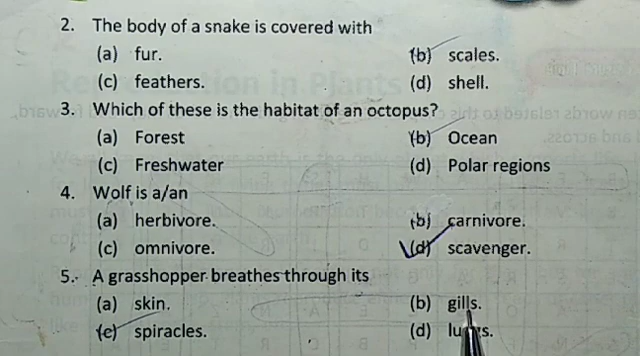 2. The body of a snake is covered with
(a) fur. (b) scales.
(c) feathers. (d) shell.
3. Which of these is the habitat of an octopus?
(a) Forest (b) Ocean
(c) Freshwater (d) Polar regions
4. Wolf is a/an
(a) herbivore. (b) carnivore.
(c) omnivore. (d) scavenger.
5. A grasshopper breathes through its
(a) skin. (b) gills.
(c) spiracles. (d)